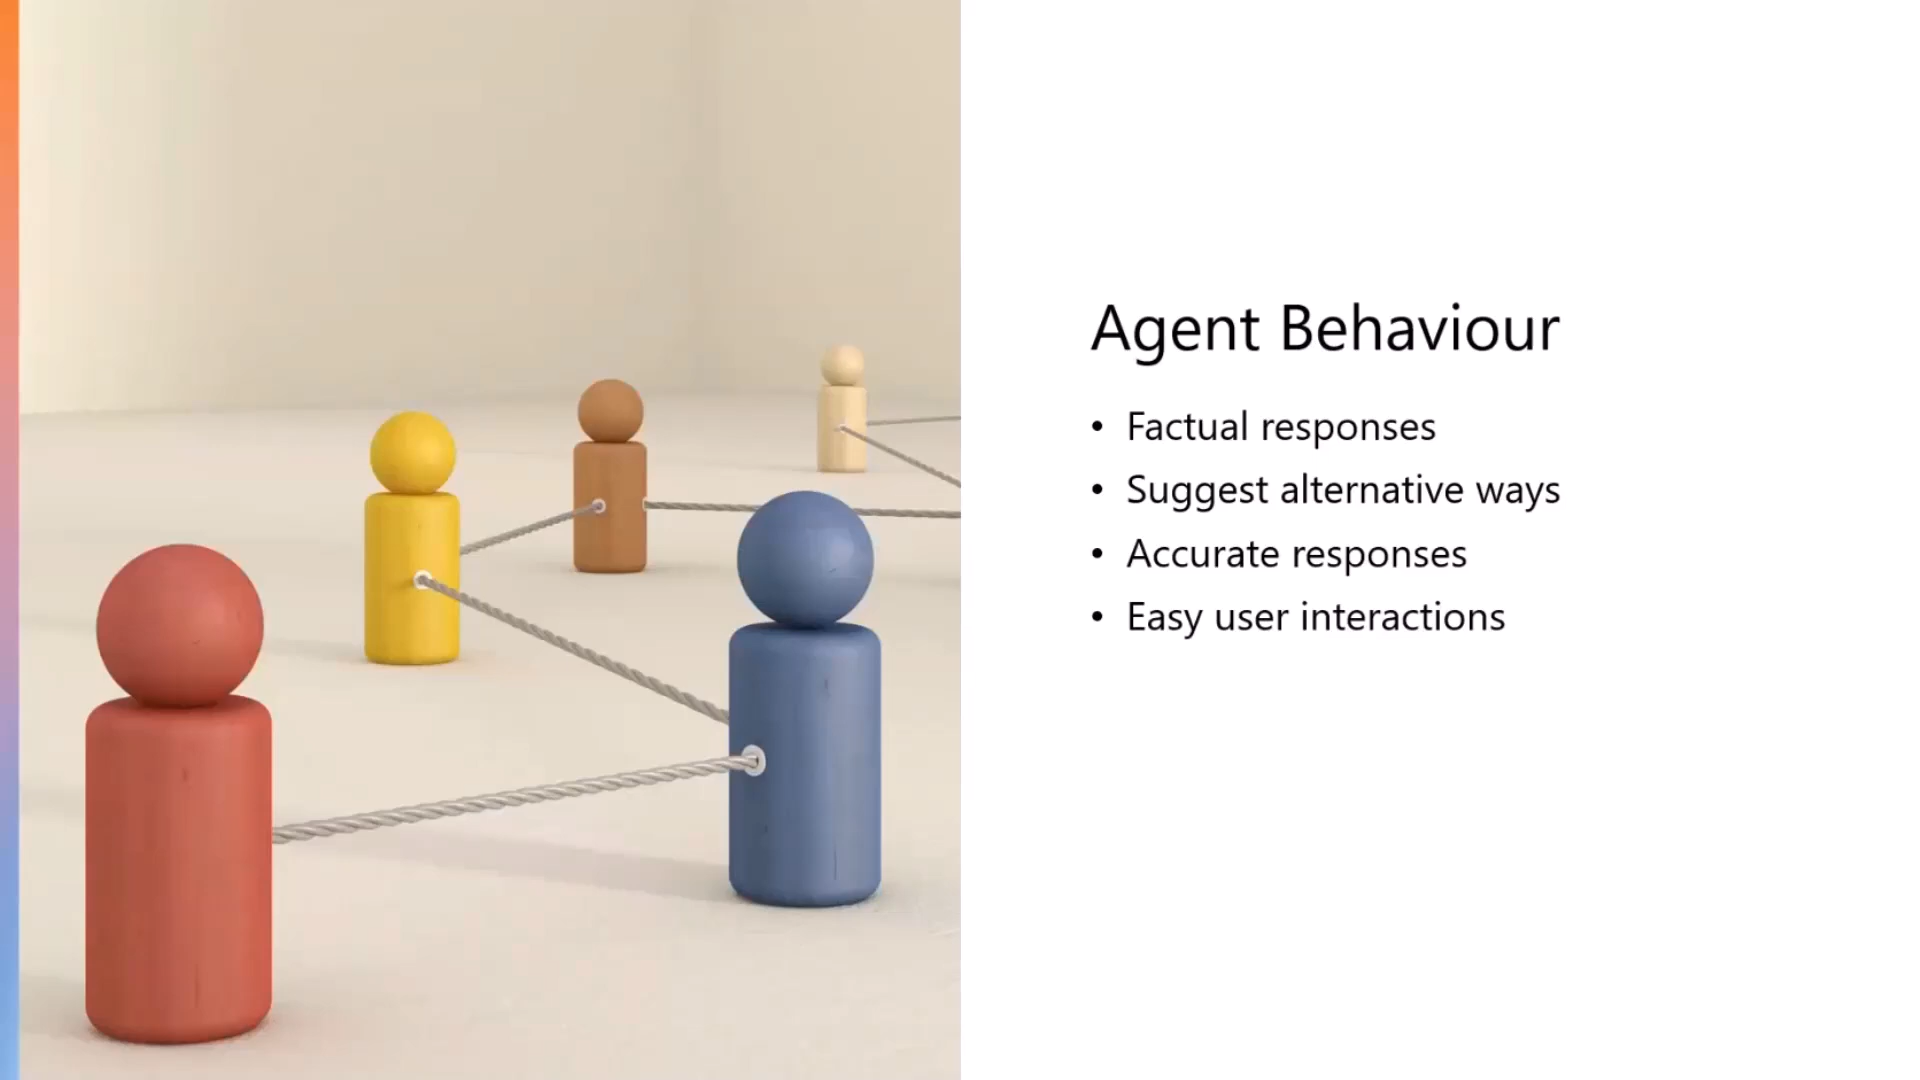 Agent Behaviour
• Factual responses
• Suggest alternative ways
• Accurate responses
• Easy user interactions